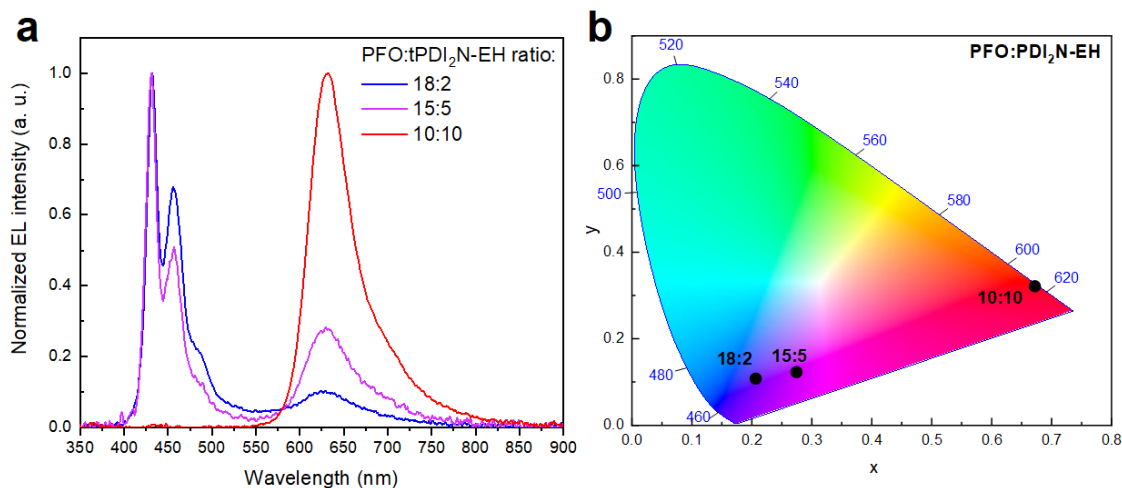 a
PFO:tPDI₂N-EH ratio:
18:2
15:5
10:10
1.0
0.8
0.6
0.4
0.2
0.0
350 400 450 500 550 600 650 700 750 800 850 900
Wavelength (nm)
Normalized EL intensity (a. u.)
b
PFO:PDI₂N-EH
520
540
560
580
600
620
500
480
460
10:10
18:2
15:5
0.8
0.6
0.4
0.2
0.0
0.0 0.1 0.2 0.3 0.4 0.5 0.6 0.7 0.8
x
y